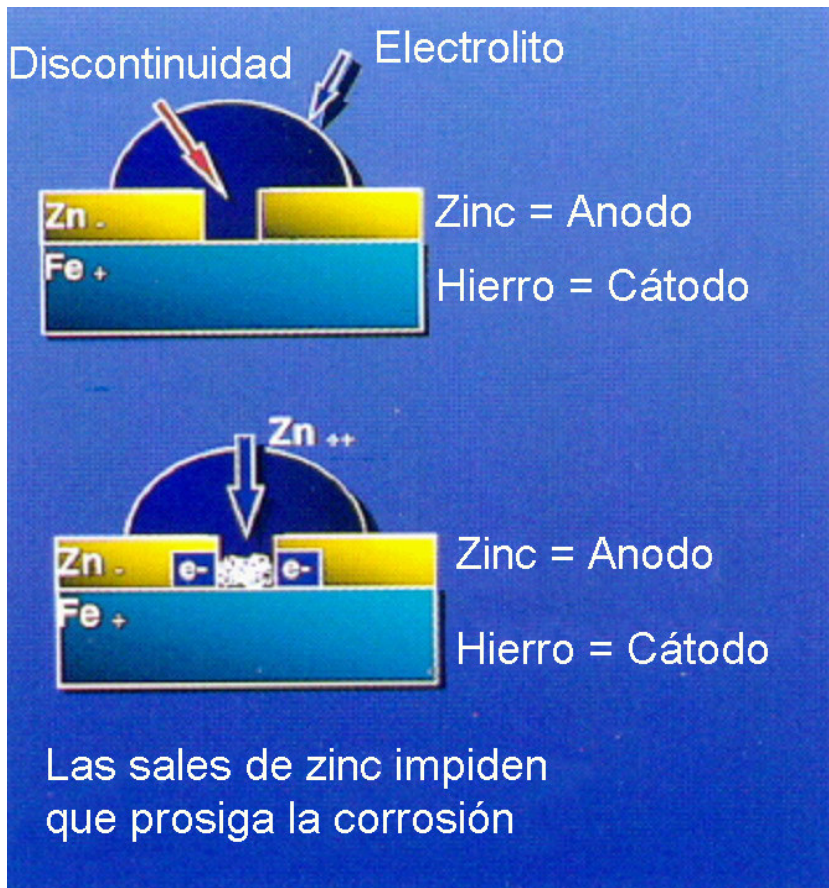 Discontinuidad
Electrolito
Zn -
Zinc = Anodo
Fe +
Hierro = Cátodo
Zn ++
Zn -
e-
e-
Zinc = Anodo
Fe +
Hierro = Cátodo
Las sales de zinc impiden
que prosiga la corrosión